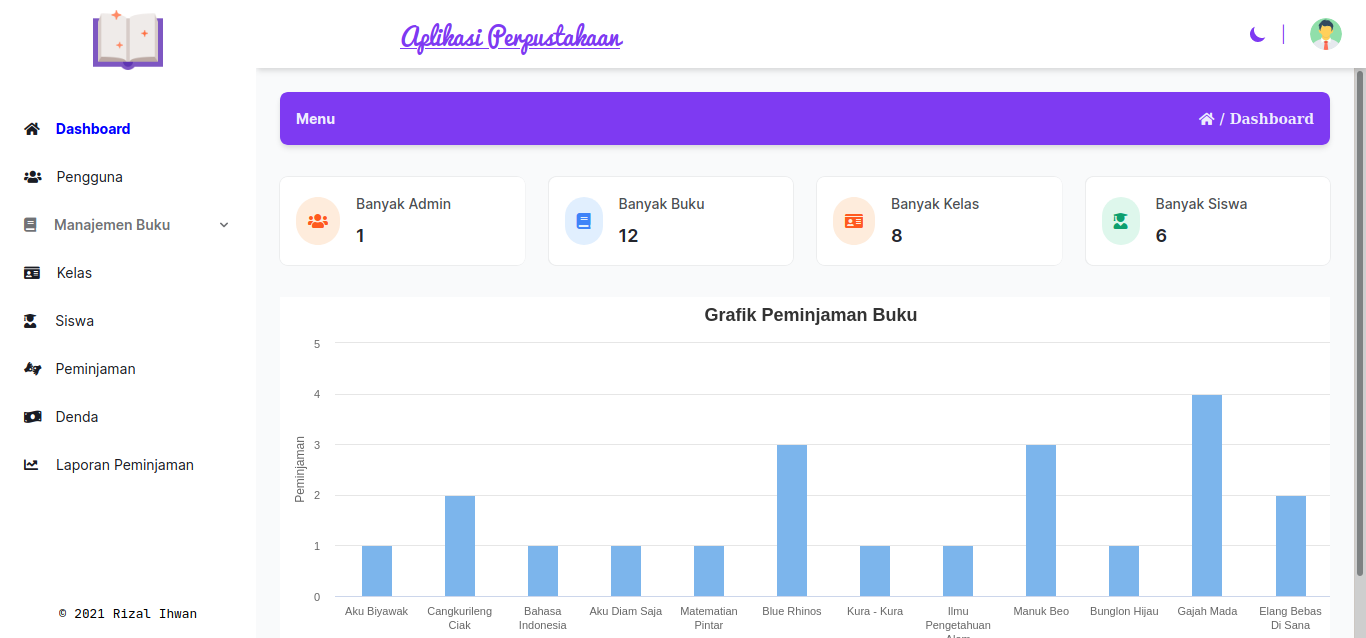 Aplikasi Perpustakaan
Dashboard
Pengguna
Manajemen Buku
Kelas
Siswa
Peminjaman
Denda
Laporan Peminjaman
© 2021 Rizal Ihwan
Menu
/ Dashboard
Banyak Admin
1
Banyak Buku
12
Banyak Kelas
8
Banyak Siswa
6
Grafik Peminjaman Buku
Peminjaman
5
4
3
2
1
0
Aku Biyawak
Cangkurileng
Ciak
Bahasa
Indonesia
Aku Diam Saja
Matematian
Pintar
Blue Rhinos
Kura - Kura
Ilmu
Pengetahuan
Alam
Manuk Beo
Bunglon Hijau
Gajah Mada
Elang Bebas
Di Sana